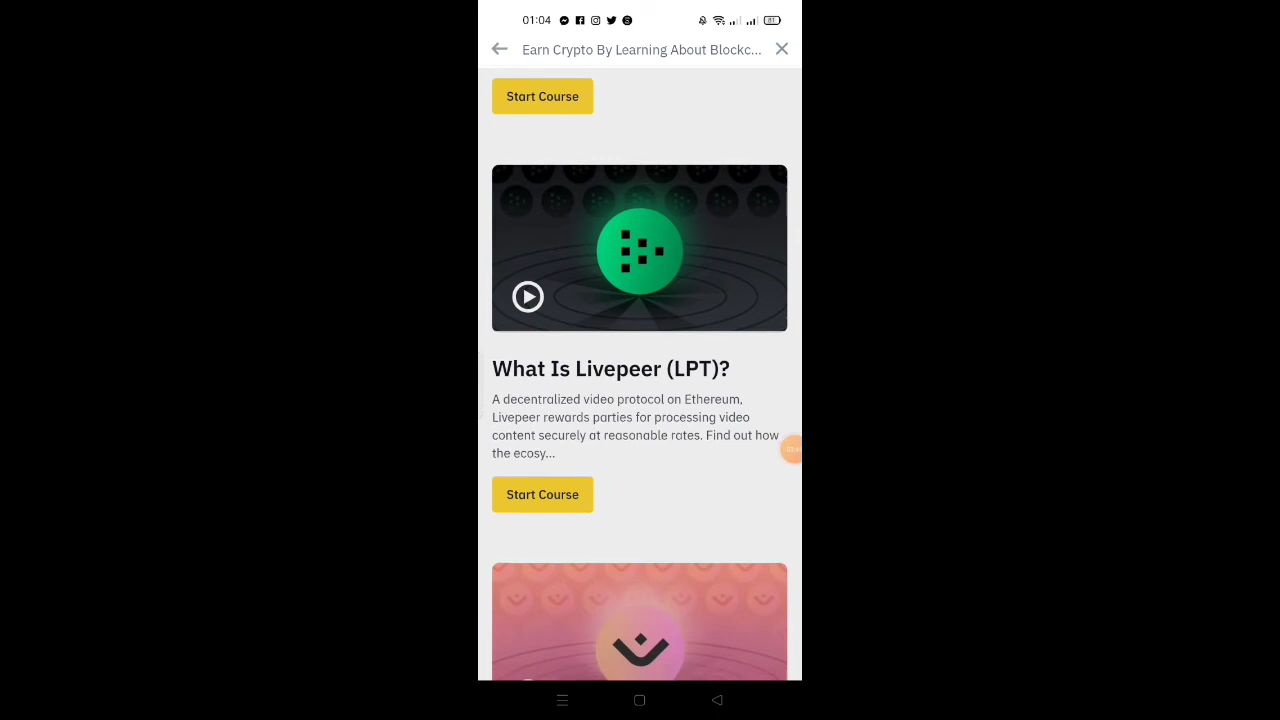 01:04
81
Earn Crypto By Learning About Blockc...
Start Course
What Is Livepeer (LPT)?
A decentralized video protocol on Ethereum,
Livepeer rewards parties for processing video
content securely at reasonable rates. Find out how
the ecosy...
Start Course